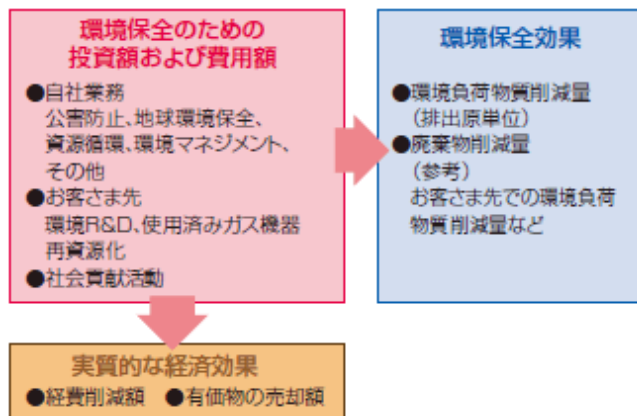 環境保全のための
投資額および費用額
●自社業務
公害防止、地球環境保全、
資源循環、環境マネジメント、
その他
●お客さま先
環境R&D、使用済みガス機器
再資源化
●社会貢献活動
環境保全効果
●環境負荷物質削減量
(排出原単位)
●廃棄物削減量
(参考)
お客さま先での環境負荷
物質削減量など
実質的な経済効果
●経費削減額 ●有価物の売却額